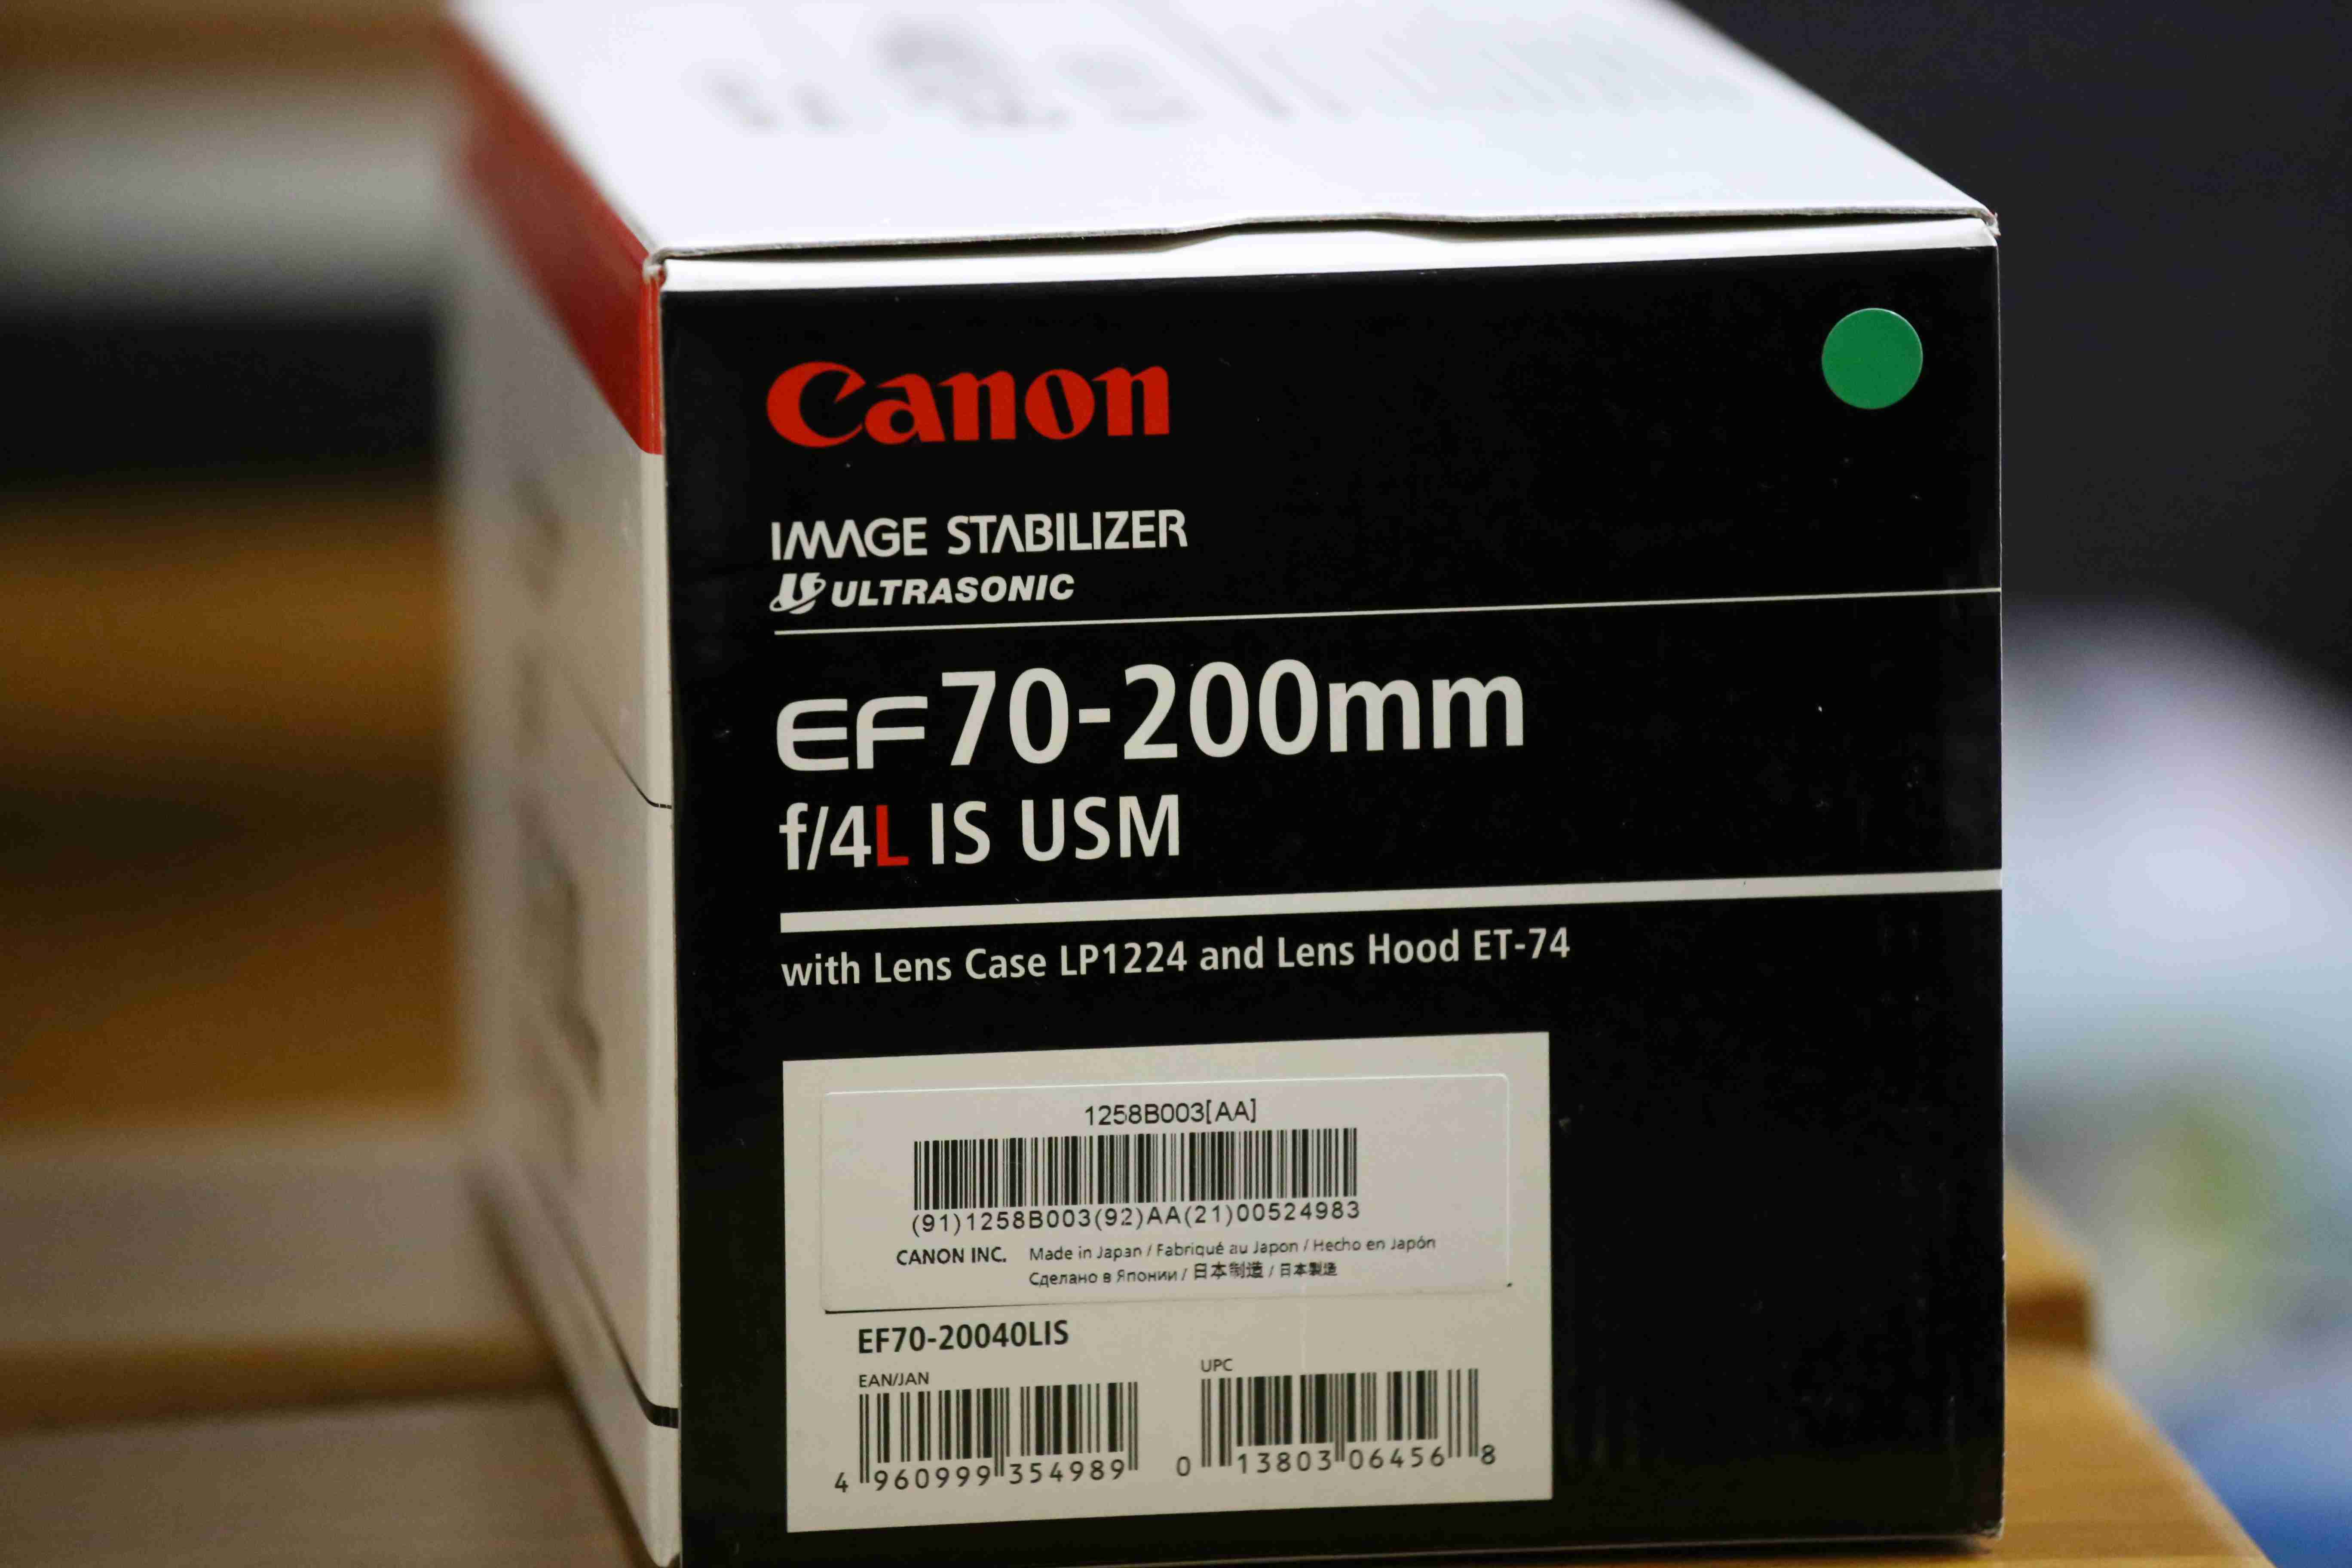 Canon
IMAGE STABILIZER
ULTRASONIC
EF70-200mm
f/4L IS USM
with Lens Case LP1224 and Lens Hood ET-74
1258B003[AA]
(91)1258B003(92)AA(21)00524983
CANON INC. Made in Japan / Fabriqué au Japon / Hecho en Japón
Сделано в Японии / 日本制造 / 日本製造
EF70-20040LIS
EAN/JAN
4 960999 354989
UPC
0 13803 06456 8